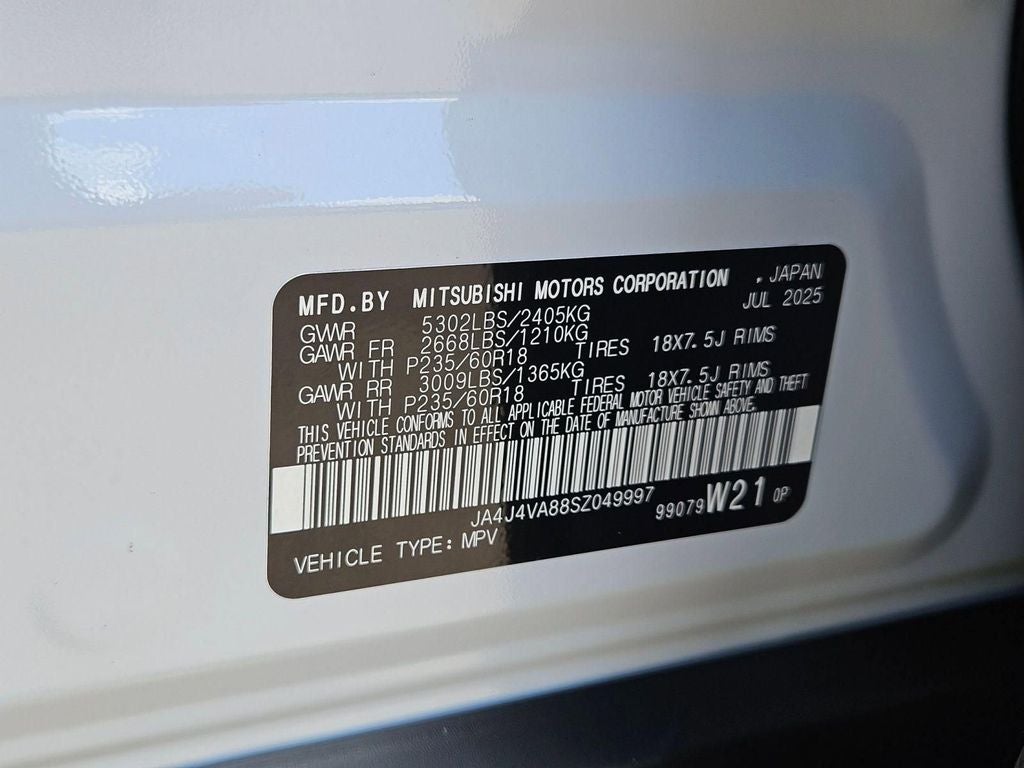 MFD.BY MITSUBISHI MOTORS CORPORATION , JAPAN
JUL 2025
GVWR 5302LBS/2405KG
GAWR FR 2668LBS/1210KG
WITH P235/60R18 TIRES 18X7.5J RIMS
GAWR RR 3009LBS/1365KG
WITH P235/60R18 TIRES 18X7.5J RIMS
THIS VEHICLE CONFORMS TO ALL APPLICABLE FEDERAL MOTOR VEHICLE SAFETY AND THEFT
PREVENTION STANDARDS IN EFFECT ON THE DATE OF MANUFACTURE SHOWN ABOVE.
JA4J4VA88SZ049997
99079 W21 0P
VEHICLE TYPE: MPV